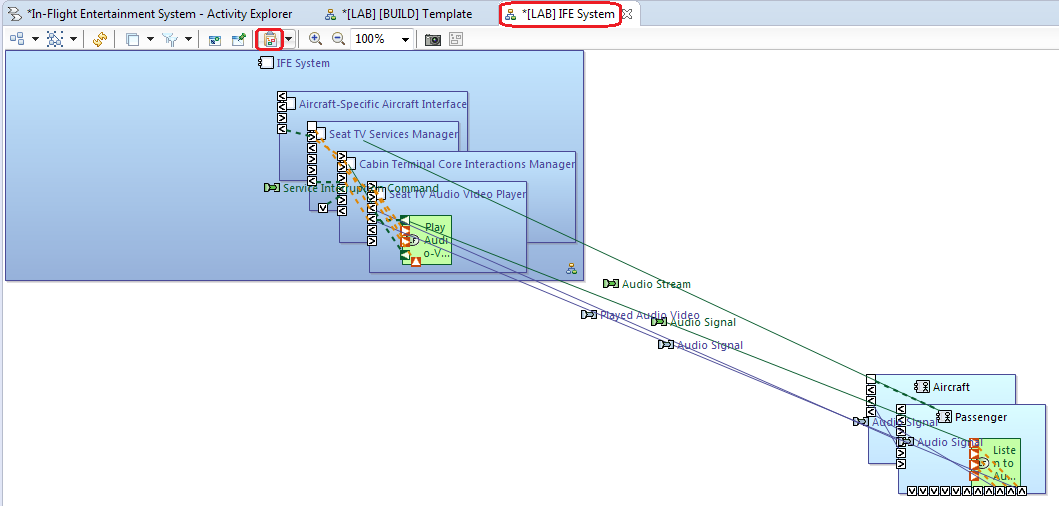 *In-Flight Entertainment System - Activity Explorer
*[LAB] [BUILD] Template
*[LAB] IFE System
100%
IFE System
Aircraft-Specific Aircraft Interface
Seat TV Services Manager
Cabin Terminal Core Interactions Manager
Service Interruption Command
Seat TV Audio Video Player
Play
Audi
o-V...
Audio Stream
Played Audio Video
Audio Signal
Audio Signal
Aircraft
Passenger
Audio Signal
Audio Signal
Liste
n to
Au...